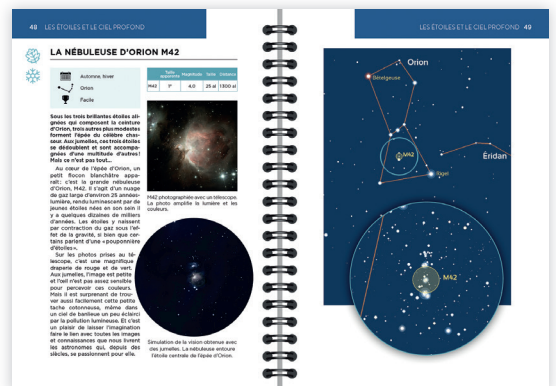 48 LES ÉTOILES ET LE CIEL PROFOND
LA NÉBULEUSE D'ORION M42
Automne, hiver
Orion
Facile
Taille apparente Magnitude Taille Distance
M42 1° 4,0 25 al 1300 al
Sous les trois brillantes étoiles ali-
gnées qui composent la ceinture
d'Orion, trois autres plus modestes
forment l'épée du célèbre chas-
seur. Aux jumelles, ces trois étoiles
se dédoublent et sont accompa-
gnées d'une multitude d'autres !
Mais ce n'est pas tout...
Au cœur de l'épée d'Orion, un
petit flocon blanchâtre appa-
raît : c'est la grande nébuleuse
d'Orion, M42. Il s'agit d'un nuage
de gaz large d'environ 25 années-
lumière, rendu luminescent par de
jeunes étoiles nées en son sein il
y a quelques dizaines de milliers
d'années. Les étoiles y naissent
par contraction du gaz sous l'ef-
fet de la gravité, si bien que cer-
tains parlent d'une « pouponnière
d'étoiles ».
Sur les photos prises au té-
lescope, c'est une magnifique
draperie de rouge et de vert.
Aux jumelles, l'image est petite
et l'œil n'est pas assez sensible
pour percevoir ces couleurs.
Mais il est surprenant de trou-
ver aussi facilement cette petite
tache cotonneuse, même dans
un ciel de banlieue un peu éclairci
par la pollution lumineuse. Et c'est
un plaisir de laisser l'imagination
faire le lien avec toutes les images
et connaissances que nous livrent
les astronomes qui, depuis des
siècles, se passionnent pour elle.
M42 photographiée avec un télescope.
La photo amplifie la lumière et les
couleurs.
Simulation de la vision obtenue avec
des jumelles. La nébuleuse entoure
l'étoile centrale de l'épée d'Orion.
LES ÉTOILES ET LE CIEL PROFOND 49
Orion
Bételgeuse
M42
Éridan
Rigel
M42